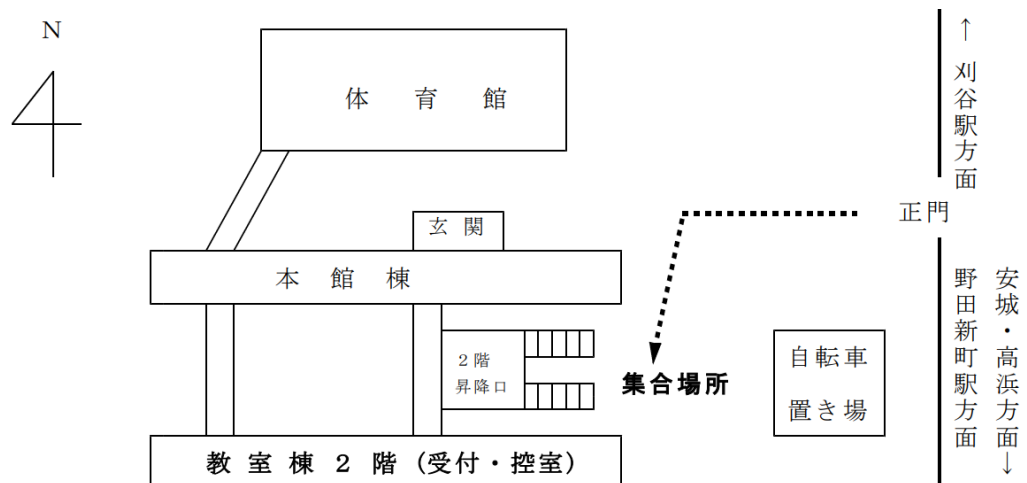 N
体育館
↑刈谷駅方面
正門
玄関
本館棟
2階
昇降口
集合場所
自転車
置き場
安城・高浜方面↓
野田新町駅方面
教室棟2階(受付・控室)